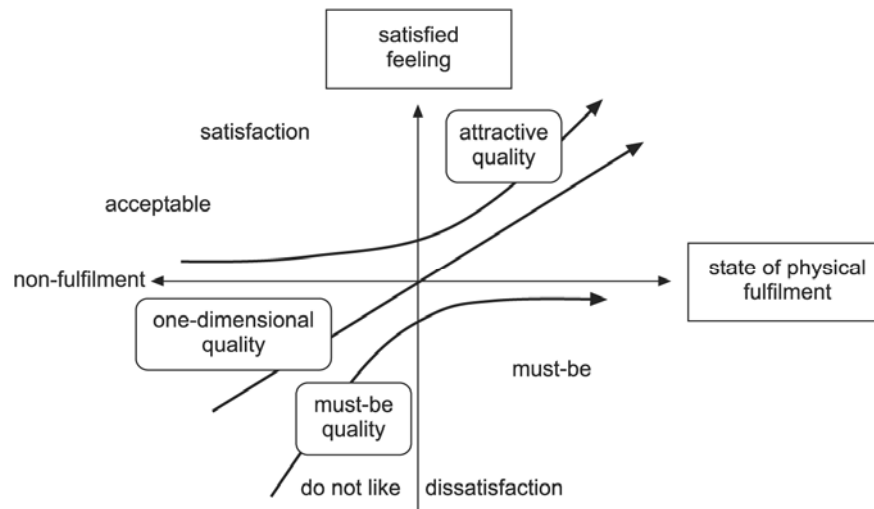 satisfied
feeling
satisfaction
attractive
quality
acceptable
non-fulfilment
state of physical
fulfilment
one-dimensional
quality
must-be
must-be
quality
do not like
dissatisfaction